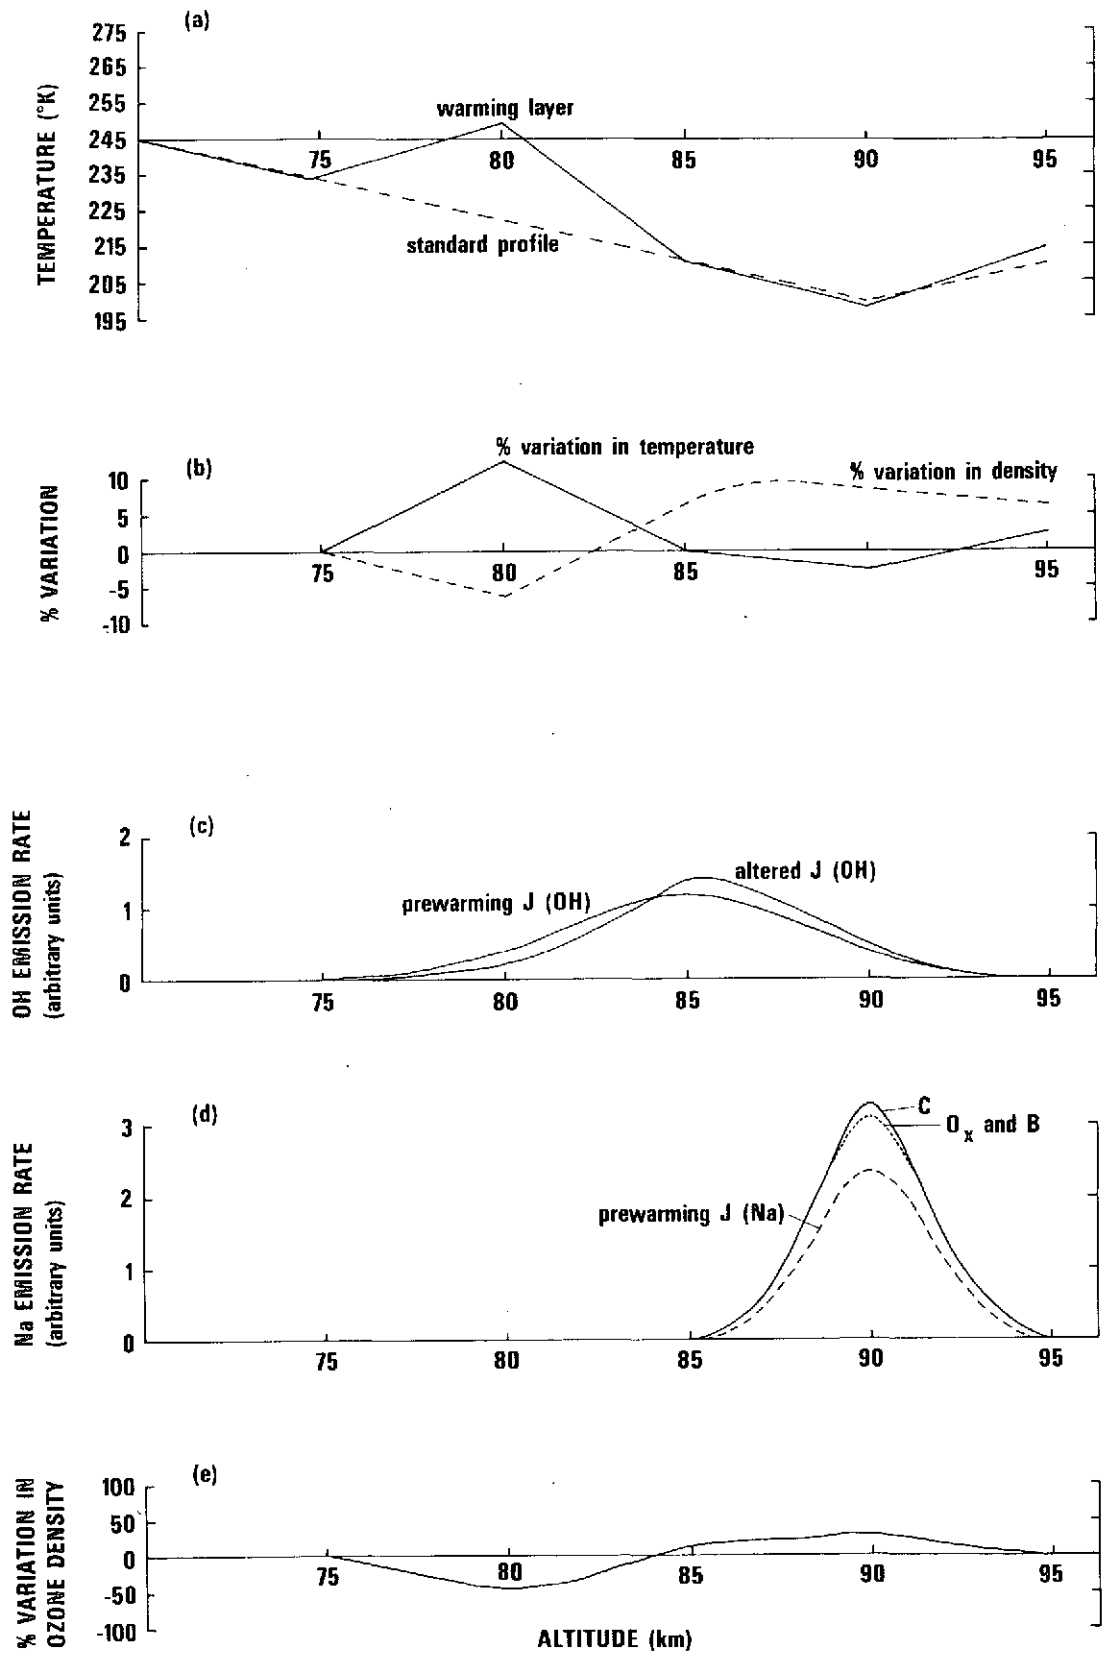 (a)
275
265
255
245
235
225
215
205
195
TEMPERATURE (°K)
warming layer
standard profile
75
80
85
90
95
(b)
% variation in temperature
% variation in density
10
5
0
-5
-10
% VARIATION
75
80
85
90
95
(c)
2
1
0
OH EMISSION RATE
(arbitrary units)
prewarming J (OH)
altered J (OH)
75
80
85
90
95
(d)
3
2
1
0
Na EMISSION RATE
(arbitrary units)
C
Ox and B
prewarming J (Na)
75
80
85
90
95
(e)
100
50
0
-50
-100
% VARIATION IN
OZONE DENSITY
75
80
85
90
95
ALTITUDE (km)